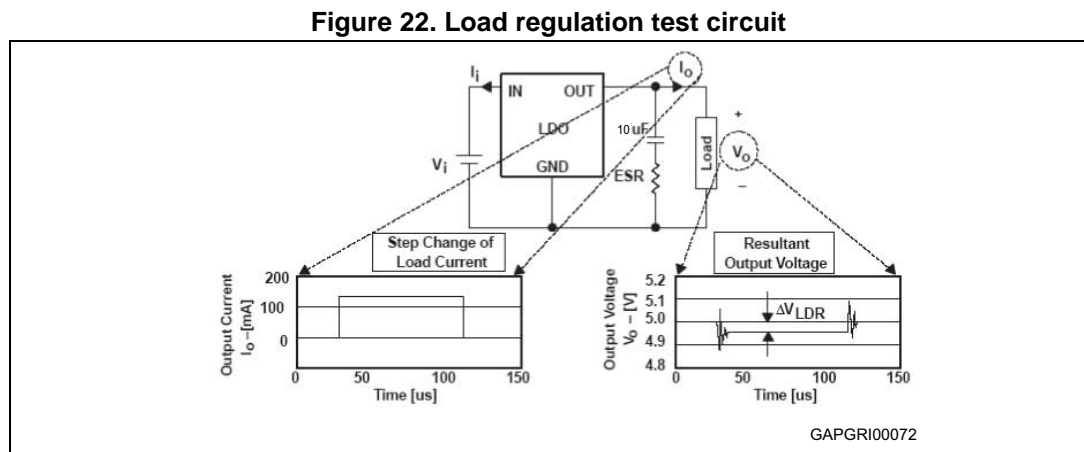 Figure 22. Load regulation test circuit
Ii
IN
OUT
Io
LDO
10 uF
+
Vi
GND
ESR
Load
Vo
–
Step Change of
Load Current
Resultant
Output Voltage
Output Current
Io –[mA]
200
100
0
0
50
100
150
Time [us]
Output Voltage
Vo – [V]
5.2
5.1
5.0
4.9
4.8
ΔVLDR
0
50
100
150
Time [us]
GAPGRI00072